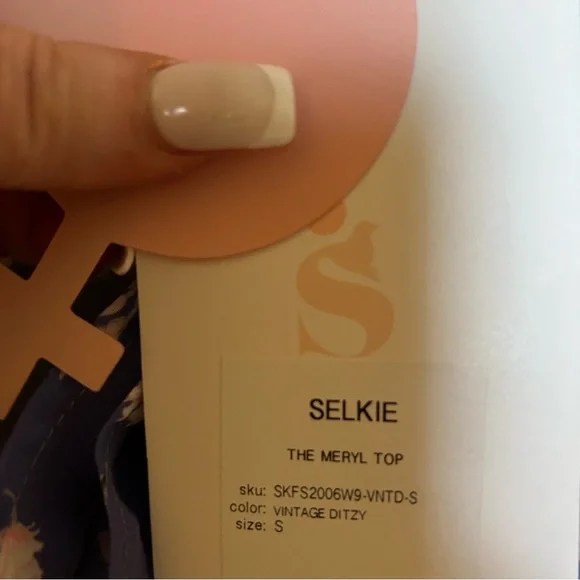 S
SELKIE
THE MERYL TOP
sku: SKFS2006W9-VNTD-S
color: VINTAGE DITZY
size: S